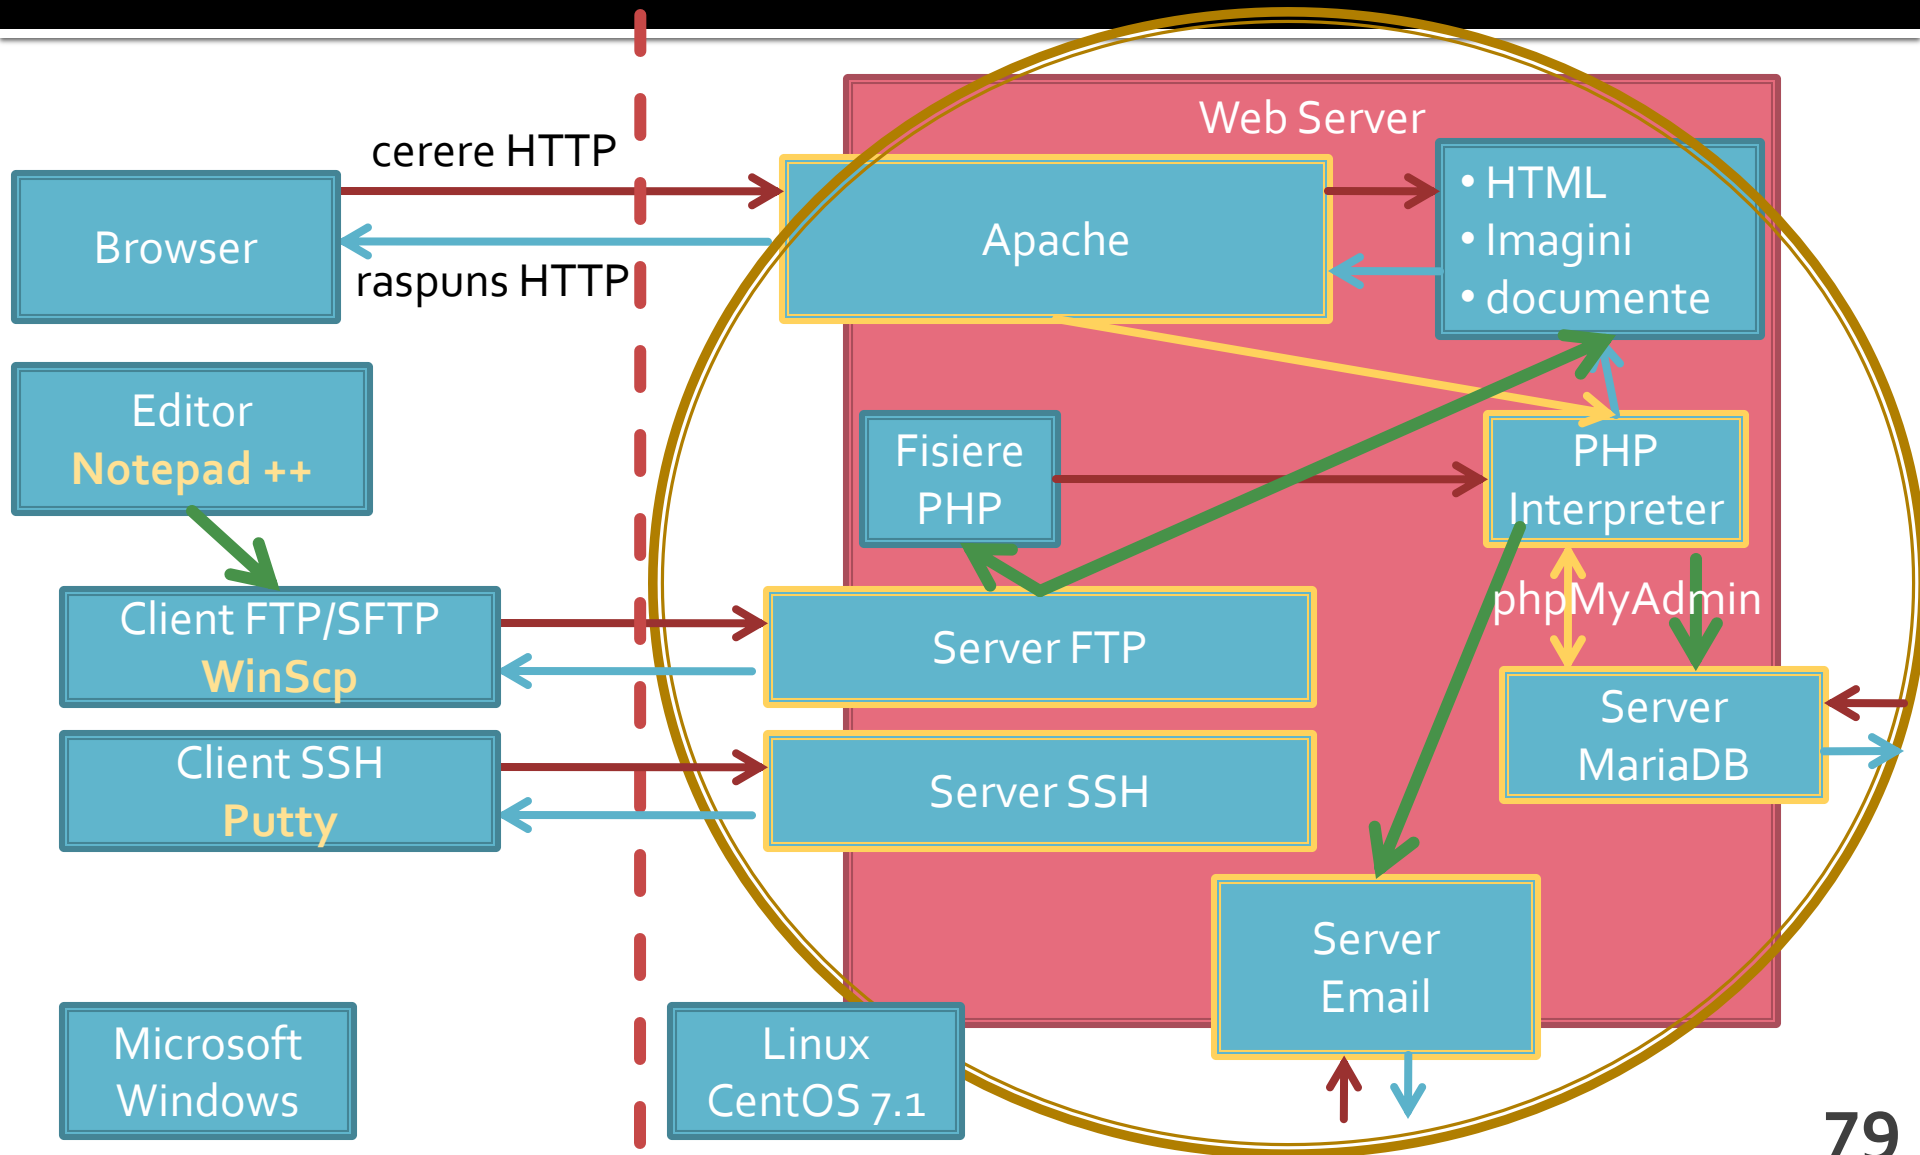 Web Server
cerere HTTP
Browser
raspuns HTTP
Apache
• HTML
• Imagini
• documente
Editor
Notepad ++
Fisiere
PHP
PHP
Interpreter
phpMyAdmin
Client FTP/SFTP
WinScp
Server FTP
Server
MariaDB
Client SSH
Putty
Server SSH
Server
Email
Microsoft
Windows
Linux
CentOS 7.1
79